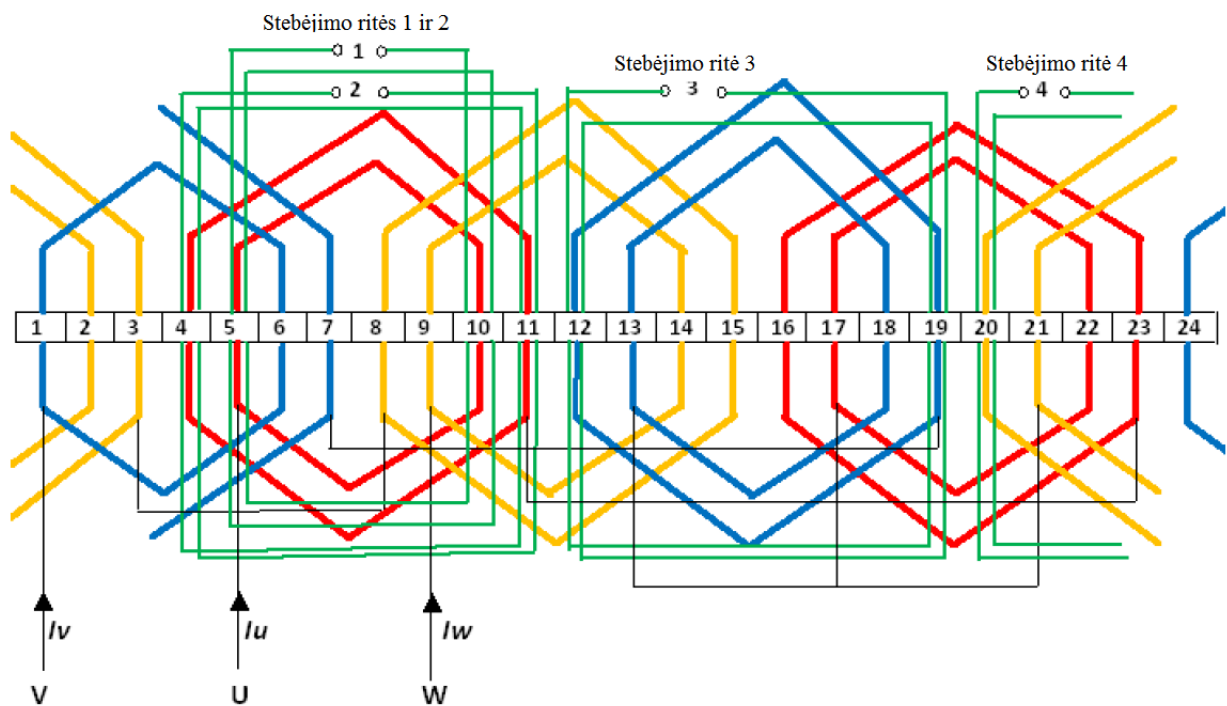 Stebėjimo ritės 1 ir 2
1
Stebėjimo ritė 3
Stebėjimo ritė 4
2
3
4
1 2 3 4 5 6 7 8 9 10 11 12 13 14 15 16 17 18 19 20 21 22 23 24
Iv Iu Iw
V U W